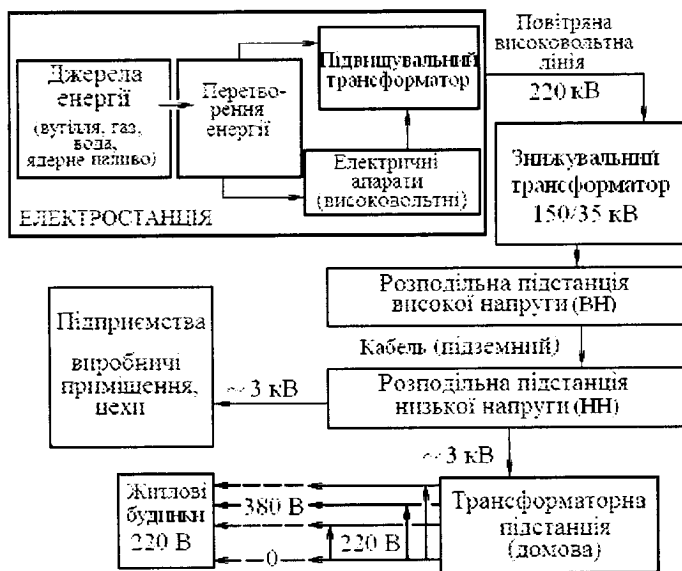 Джерела
енергії
(вугілля, газ,
вода,
ядерне паливо)
Перетво-
рення
енергії
Підвищувальний
трансформатор
Електричні
апарати
(високовольтні)
ЕЛЕКТРОСТАНЦІЯ
Повітряна
високовольтна
лінія
220 кВ
Знижувальний
трансформатор
150/35 кВ
Розподільна підстанція
високої напруги (ВН)
Кабель (підземний)
Розподільна підстанція
низької напруги (НН)
~3 кВ
Підприємства
виробничі
приміщення,
цехи
~3 кВ
Трансформаторна
підстанція
(домова)
Житлові
будинки
220 В
380 В
220 В
0